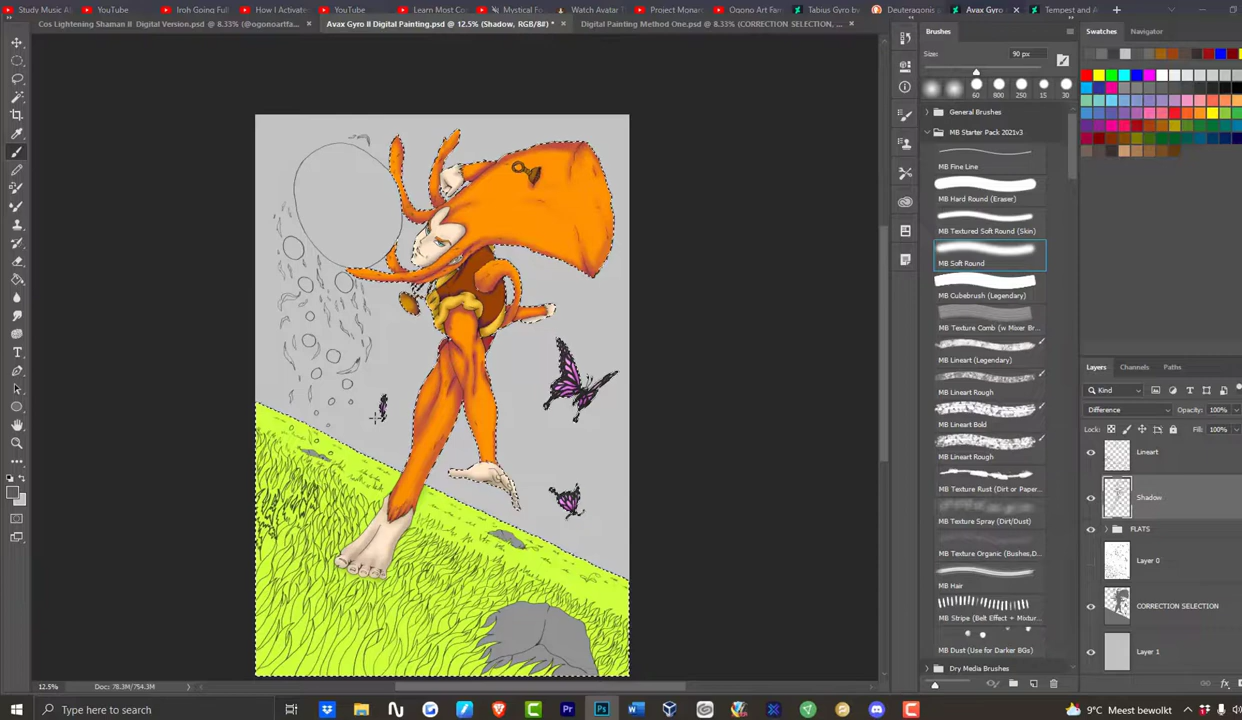 Study Music A
YouTube
Iroh Going Full
How I Activate
YouTube
Learn Most Co
Mystical Fo
Watch Avatar
Ogono Art Fan
Tabius Gyro by
Deuteragonis
Avax Gyro
Tempest and A
Cos Lightening Shaman II Digital Version.psd @ 8.33% (@ogonoartfa...
Avax Gyro II Digital Painting.psd @ 12.5% (Shadow, RGB/8#) *
Digital Painting Method One.psd @ 8.33% (CORRECTION SELECTION, ...
Brushes
Size:
90 px
60
800
250
15
30
General Brushes
MB Starter Pack 2021v3
MB Fine Line
MB Hard Round (Eraser)
MB Textured Soft Round (Skin)
MB Soft Round
MB Cubebrush (Legendary)
MB Texture Comb (w Mixer Br...
MB Lineart (Legendary)
MB Lineart Rough
MB Lineart Bold
MB Lineart Rough
MB Texture Rust (Dirt or Paper...
MB Texture Spray (Dirt/Dust)
MB Texture Organic (Bushes,D...
MB Hair
MB Stripe (Belt Effect + Mixtur...
MB Dust (Use for Darker BGs)
Dry Media Brushes
Swatches
Navigator
Layers
Channels
Paths
Kind
Difference
Opacity:
100%
Lock:
Fill:
100%
Lineart
Shadow
FLATS
Layer 0
CORRECTION SELECTION
Layer 1
12.5%
Doc: 78.3M/754.3M
Type here to search
9°C Meest bewolkt